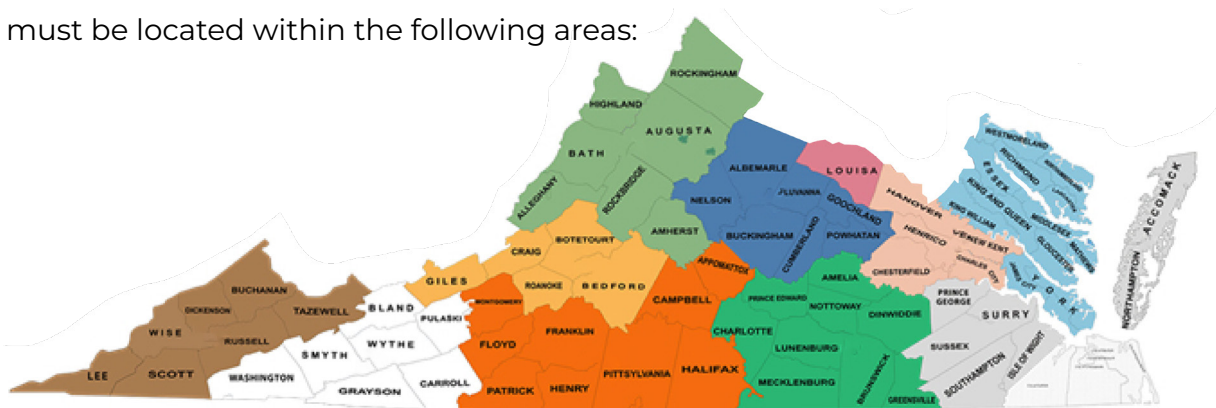 must be located within the following areas:
ROCKINGHAM
HIGHLAND
AUGUSTA
BATH
ALLEGHANY
ROCKBRIDGE
AMHERST
ALBEMARLE
LOUISA
FLUVANNA
NELSON
GOOCHLAND
BUCKINGHAM
CUMBERLAND
POWHATAN
HANOVER
HENRICO
NEW KENT
CHARLES CITY
CHESTERFIELD
WESTMORELAND
RICHMOND
NORTHUMBERLAND
LANCASTER
ESSEX
KING AND QUEEN
KING WILLIAM
MIDDLESEX
MATHEWS
GLOUCESTER
JAMES CITY
YORK
ACCOMACK
NORTHAMPTON
CRAIG
BOTETOURT
GILES
ROANOKE
BEDFORD
APPOMATTOX
CAMPBELL
MONTGOMERY
FRANKLIN
FLOYD
PITTSYLVANIA
HALIFAX
PATRICK
HENRY
AMELIA
PRINCE EDWARD
NOTTOWAY
DINWIDDIE
CHARLOTTE
LUNENBURG
MECKLENBURG
BRUNSWICK
GREENSVILLE
PRINCE
GEORGE
SURRY
SUSSEX
SOUTHAMPTON
ISLE OF WIGHT
BUCHANAN
DICKENSON
TAZEWELL
WISE
RUSSELL
LEE
SCOTT
BLAND
PULASKI
WYTHE
SMYTH
WASHINGTON
GRAYSON
CARROLL